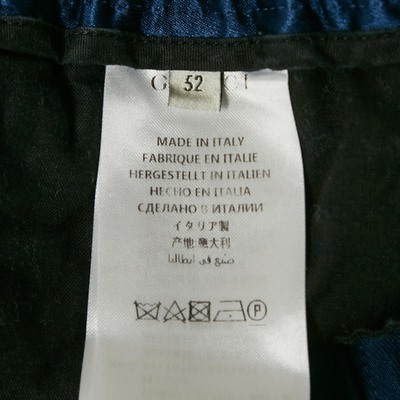 G 52 CI
MADE IN ITALY
FABRIQUE EN ITALIE
HERGESTELLT IN ITALIEN
HECHO EN ITALIA
СДЕЛАНО В ИТАЛИИ
イタリア製
产地:意大利
صنع في ايطاليا
P